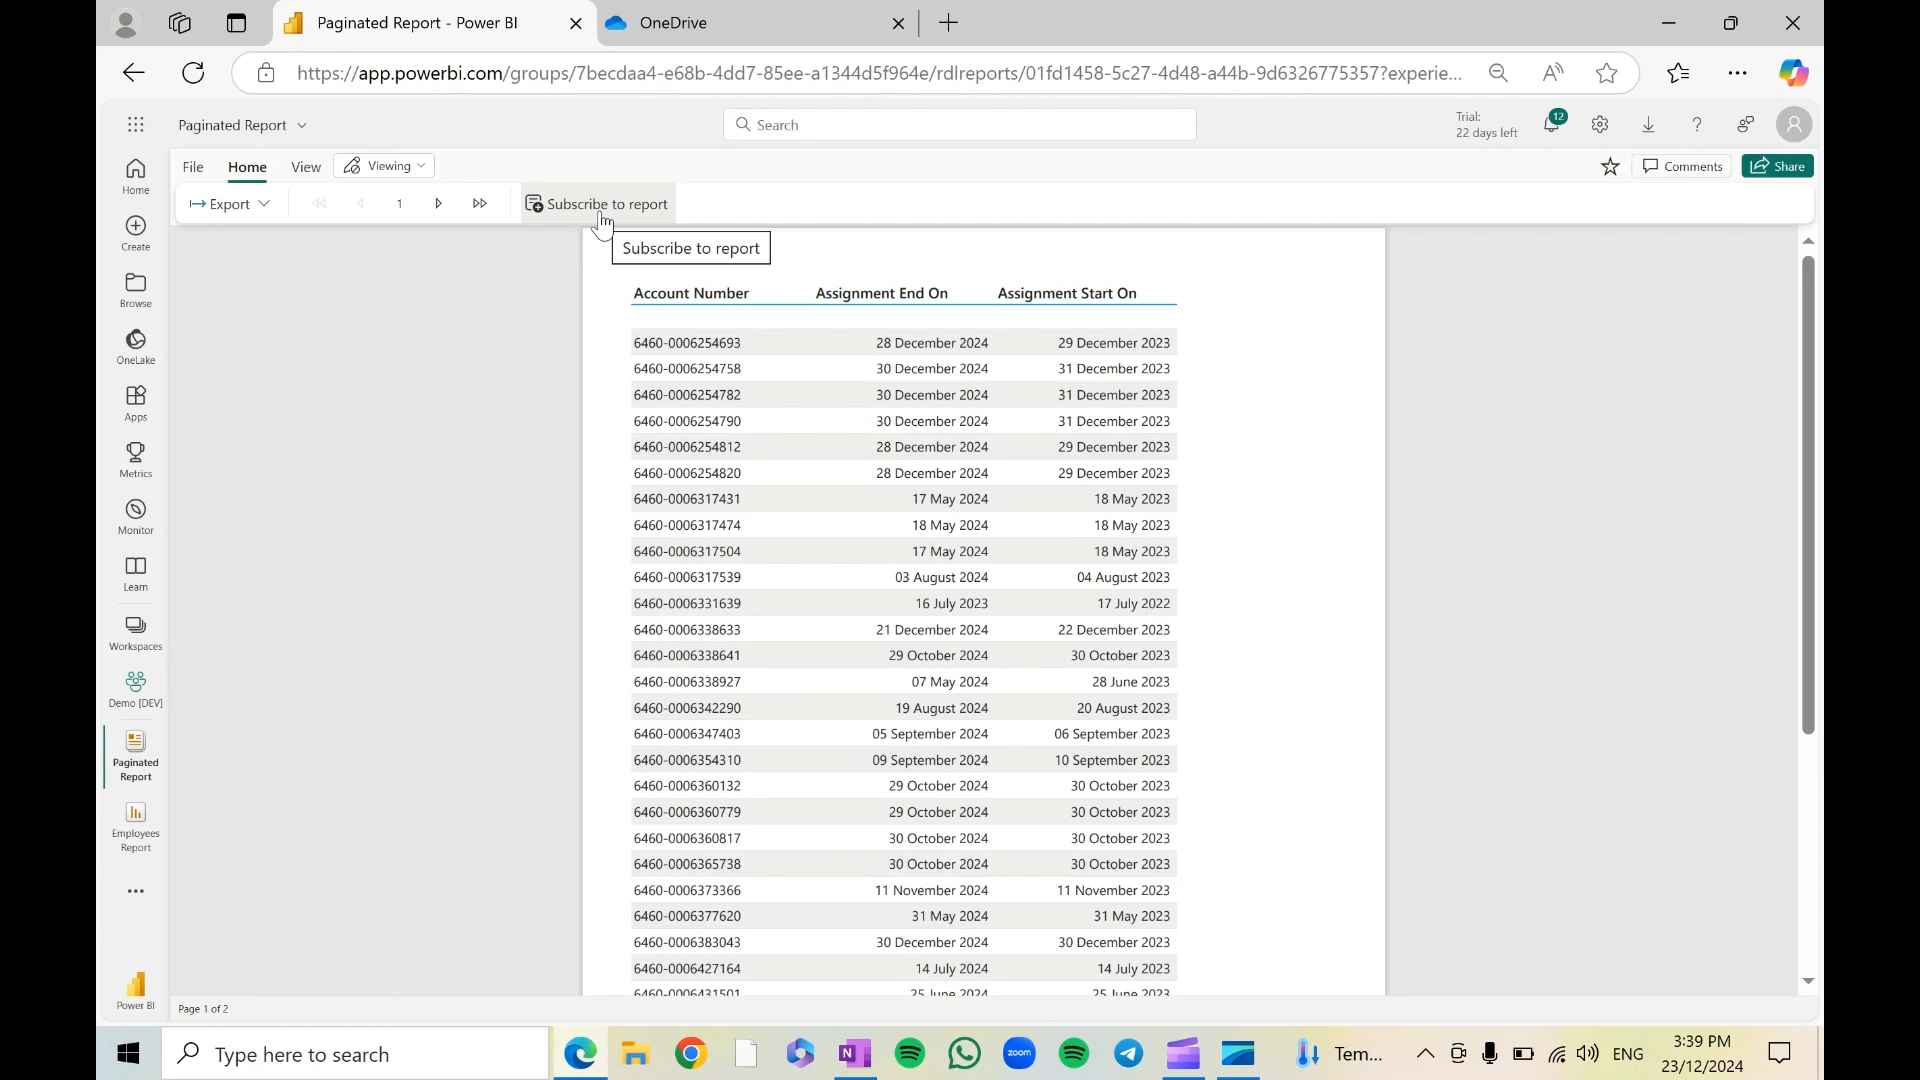 Paginated Report - Power BI
OneDrive
https://app.powerbi.com/groups/7becdaa4-e68b-4dd7-85ee-a1344d5f964e/rdlreports/01fd1458-5c27-4d48-a44b-9d6326775357?experie...
Paginated Report
Search
Trial:
22 days left
12
File Home View Viewing
Comments Share
Export 1 Subscribe to report
Subscribe to report
Home
Create
Browse
OneLake
Apps
Metrics
Monitor
Learn
Workspaces
Demo [DEV]
Paginated
Report
Employees
Report
Power BI
Account Number Assignment End On Assignment Start On
6460-0006254693 28 December 2024 29 December 2023
6460-0006254758 30 December 2024 31 December 2023
6460-0006254782 30 December 2024 31 December 2023
6460-0006254790 30 December 2024 31 December 2023
6460-0006254812 28 December 2024 29 December 2023
6460-0006254820 28 December 2024 29 December 2023
6460-0006317431 17 May 2024 18 May 2023
6460-0006317474 18 May 2024 18 May 2023
6460-0006317504 17 May 2024 18 May 2023
6460-0006317539 03 August 2024 04 August 2023
6460-0006331639 16 July 2023 17 July 2022
6460-0006338633 21 December 2024 22 December 2023
6460-0006338641 29 October 2024 30 October 2023
6460-0006338927 07 May 2024 28 June 2023
6460-0006342290 19 August 2024 20 August 2023
6460-0006347403 05 September 2024 06 September 2023
6460-0006354310 09 September 2024 10 September 2023
6460-0006360132 29 October 2024 30 October 2023
6460-0006360779 29 October 2024 30 October 2023
6460-0006360817 30 October 2024 30 October 2023
6460-0006365738 30 October 2024 30 October 2023
6460-0006373366 11 November 2024 11 November 2023
6460-0006377620 31 May 2024 31 May 2023
6460-0006383043 30 December 2024 30 December 2023
6460-0006427164 14 July 2024 14 July 2023
6460-0006431501 25 June 2024 25 June 2023
Page 1 of 2
Type here to search
N
zoom
Tem...
ENG
3:39 PM
23/12/2024